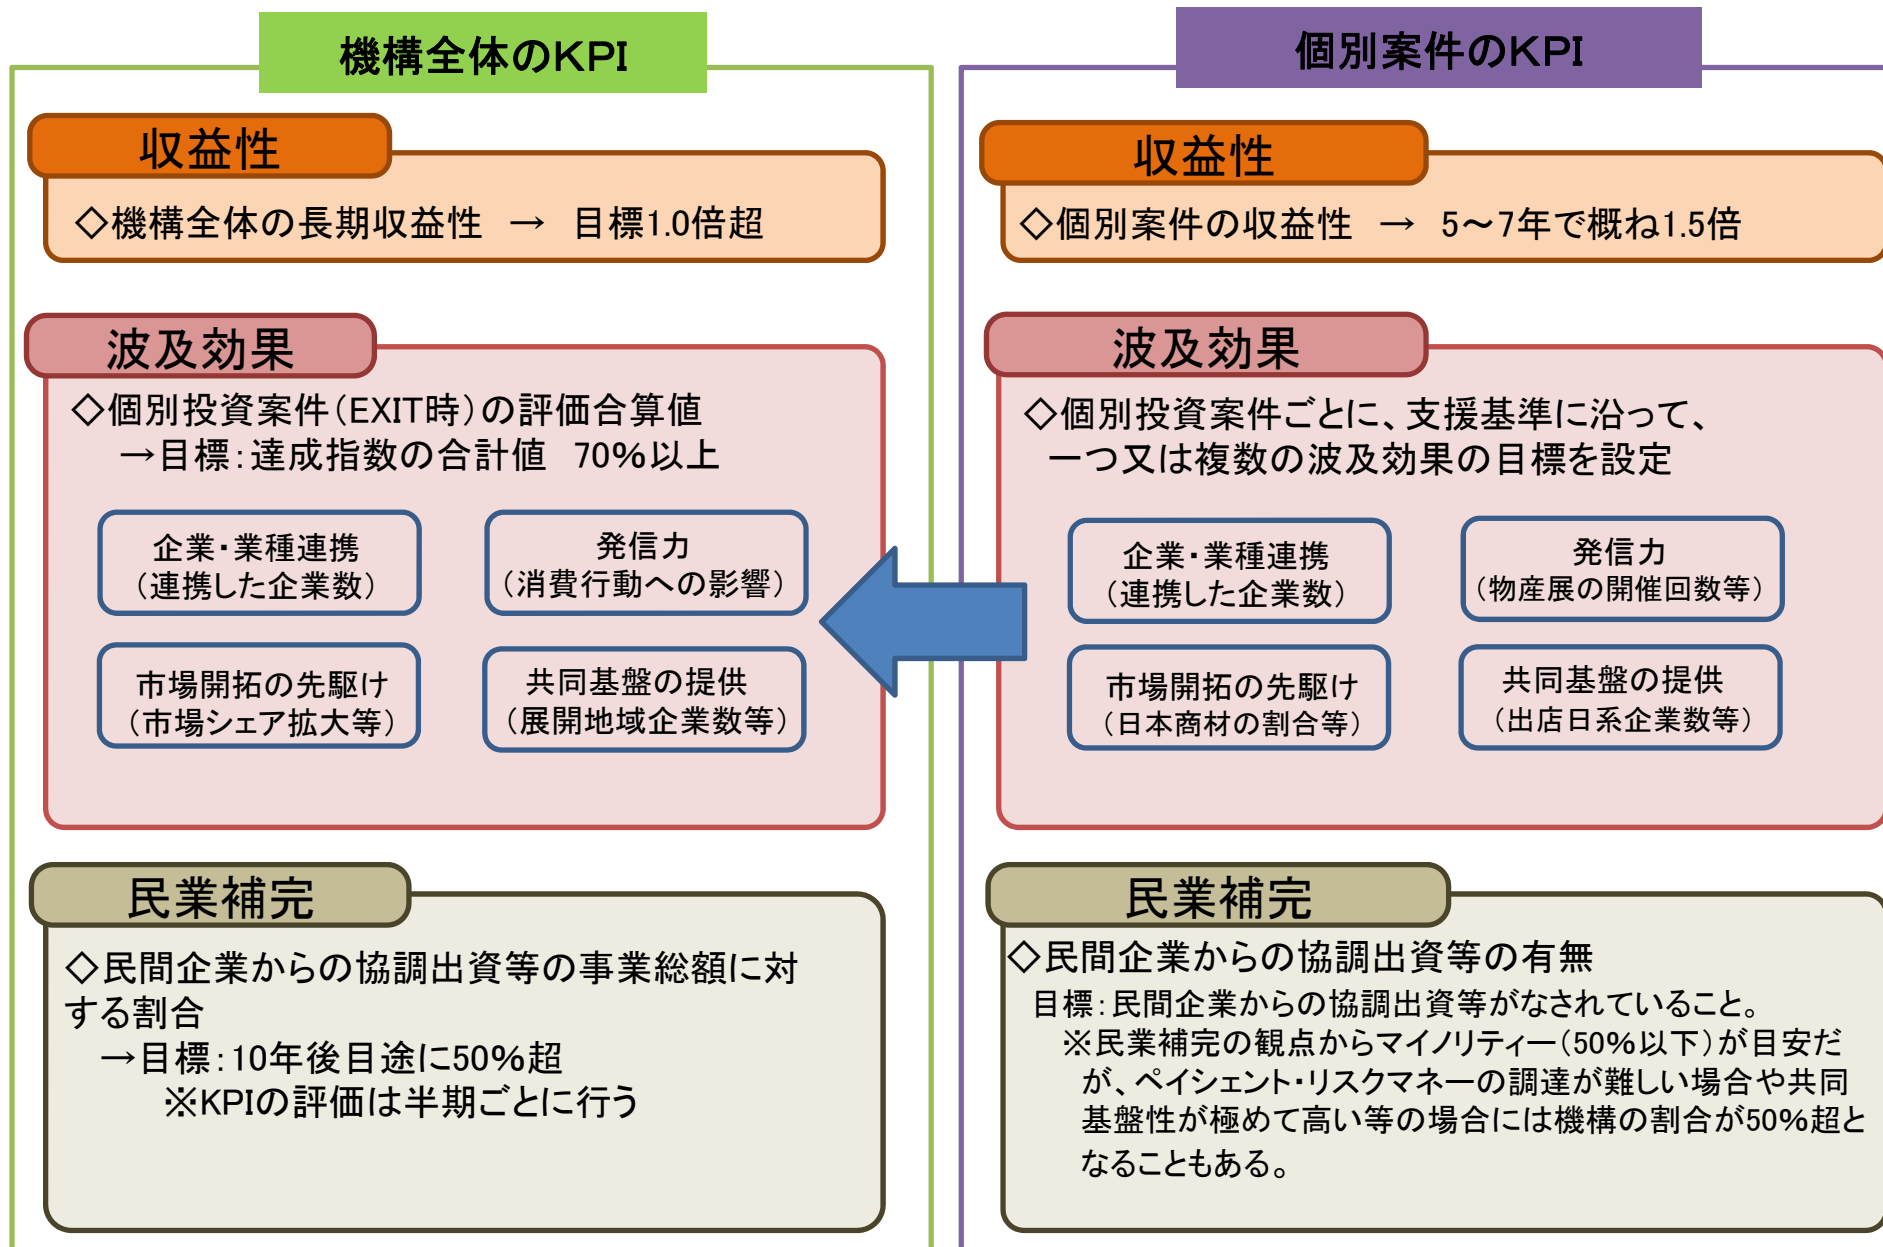 機構全体のKPI
収益性
◇機構全体の長期収益性 → 目標1.0倍超
波及効果
◇個別投資案件(EXIT時)の評価合算値
→目標:達成指数の合計値 70%以上
企業・業種連携
(連携した企業数)
発信力
(消費行動への影響)
市場開拓の先駆け
(市場シェア拡大等)
共同基盤の提供
(展開地域企業数等)
民業補完
◇民間企業からの協調出資等の事業総額に対
する割合
→目標:10年後目途に50%超
※KPIの評価は半期ごとに行う
個別案件のKPI
収益性
◇個別案件の収益性 → 5~7年で概ね1.5倍
波及効果
◇個別投資案件ごとに、支援基準に沿って、
一つ又は複数の波及効果の目標を設定
企業・業種連携
(連携した企業数)
発信力
(物産展の開催回数等)
市場開拓の先駆け
(日本商材の割合等)
共同基盤の提供
(出店日系企業数等)
民業補完
◇民間企業からの協調出資等の有無
目標:民間企業からの協調出資等がなされていること。
※民業補完の観点からマイノリティー(50%以下)が目安だ
が、ペイシェント・リスクマネーの調達が難しい場合や共同
基盤性が極めて高い等の場合には機構の割合が50%超と
なることもある。